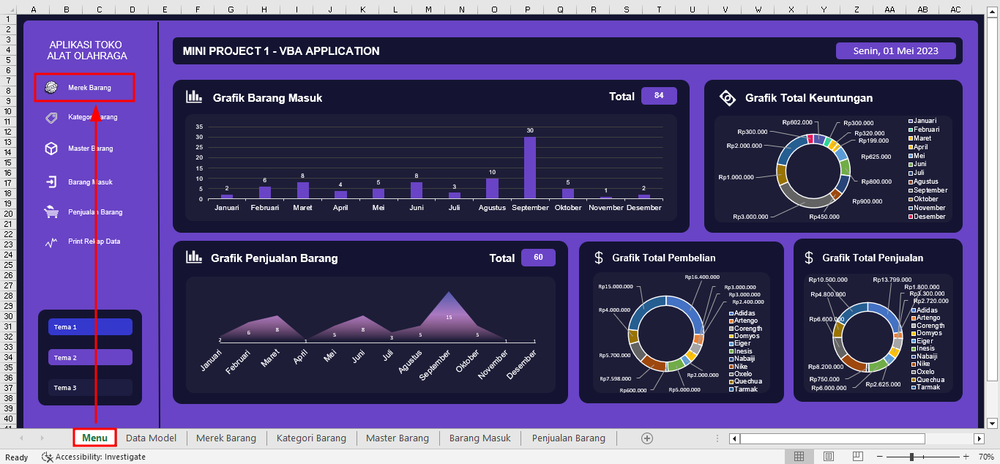 A B C D E F G H I J K L M N O P Q R S T U V W X Y Z AA AB AC
1
2
3
4
5
6
7
8
9
10
11
12
13
14
15
16
17
18
19
20
21
22
23
24
25
26
27
28
29
30
31
32
33
34
35
36
37
38
39
40
APLIKASI TOKO
ALAT OLAHRAGA
Merek Barang
Kategori Barang
Master Barang
Barang Masuk
Penjualan Barang
Print Rekap Data
Tema 1
Tema 2
Tema 3
MINI PROJECT 1 - VBA APPLICATION
Senin, 01 Mei 2023
Grafik Barang Masuk
Total 84
35
30
25
20
15
10
5
0
2 6 8 4 5 8 3 10 30 5 1 2
Januari Februari Maret April Mei Juni Juli Agustus September Oktober November Desember
Grafik Total Keuntungan
Rp602.000
Rp300.000
Rp320.000
Rp199.000
Rp625.000
Rp800.000
Rp900.000
Rp450.000
Rp3.000.000
Rp1.000.000
Rp2.000.000
Rp300.000
Januari
Februari
Maret
April
Mei
Juni
Juli
Agustus
September
Oktober
November
Desember
Grafik Penjualan Barang
Total 60
2 6 8 1 5 8 3 5 15 5 1 1
Januari Februari Maret April Mei Juni Juli Agustus September Oktober November Desember
$ Grafik Total Pembelian
Rp16.400.000
Rp3.000.000
Rp3.000.000
Rp2.400.000
Rp2.000.000
Rp5.000.000
Rp600.000
Rp7.598.000
Rp5.700.000
Rp4.000.000
Rp15.000.000
Adidas
Artengo
Corength
Domyos
Eiger
Inesis
Nabaiji
Nike
Oxelo
Quechua
Tarmak
$ Grafik Total Penjualan
Rp13.799.000
Rp1.800.000
Rp3.300.000
Rp2.720.000
Rp2.625.000
Rp6.000.000
Rp750.000
Rp8.200.000
Rp6.600.000
Rp4.800.000
Rp10.500.000
Adidas
Artengo
Corength
Domyos
Eiger
Inesis
Nabaiji
Nike
Oxelo
Quechua
Tarmak
Menu Data Model Merek Barang Kategori Barang Master Barang Barang Masuk Penjualan Barang
Ready Accessibility: Investigate 70%